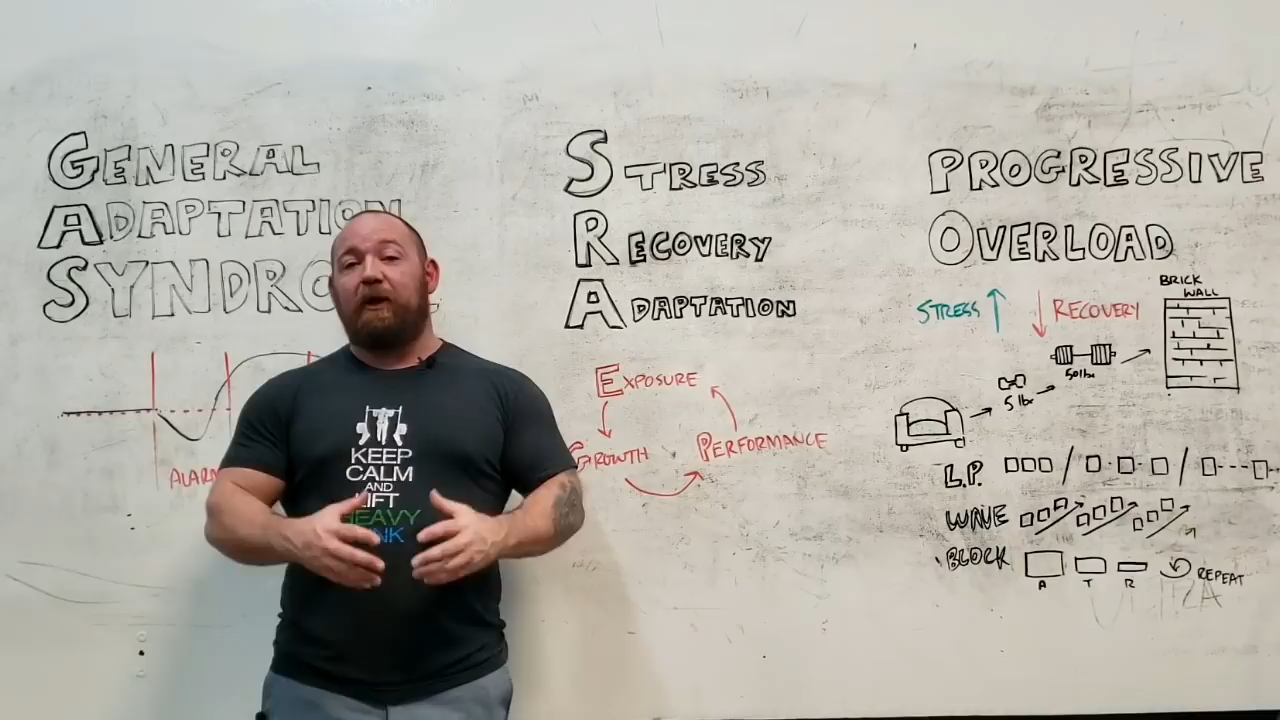 GENERAL
ADAPTATION
SYNDRO
ALAR
KEEP
CALM
AND
LIFT
HEAVY
STRESS
RECOVERY
ADAPTATION
EXPOSURE
GROWTH
PERFORMANCE
PROGRESSIVE
OVERLOAD
STRESS RECOVERY
BRICK
WALL
50lbs
5 lbs
L.P.
WAVE
BLOCK
A T R REPEAT